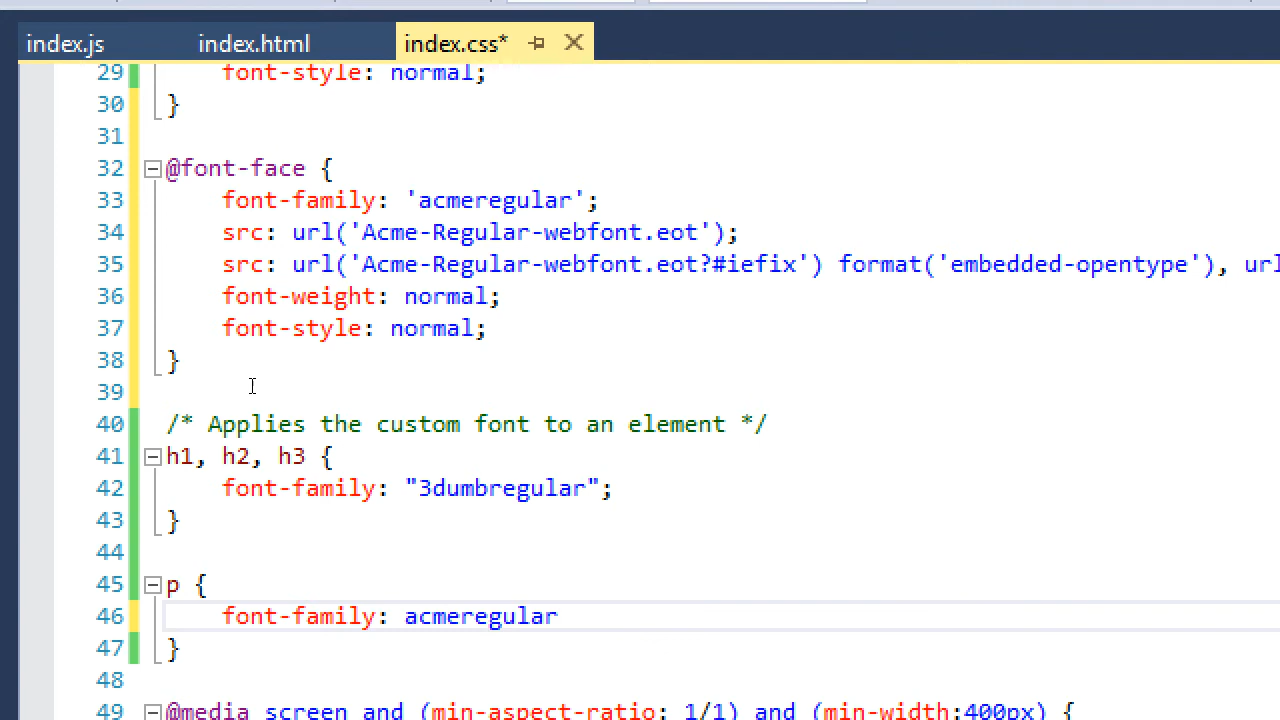 index.js index.html index.css*
29 font-style: normal;
30 }
31
32 @font-face {
33 font-family: 'acmeregular';
34 src: url('Acme-Regular-webfont.eot');
35 src: url('Acme-Regular-webfont.eot?#iefix') format('embedded-opentype'), url
36 font-weight: normal;
37 font-style: normal;
38 }
39
40 /* Applies the custom font to an element */
41 h1, h2, h3 {
42 font-family: "3dumbregular";
43 }
44
45 p {
46 font-family: acmeregular
47 }
48
49 @media screen and (min-aspect-ratio: 1/1) and (min-width:400px) {